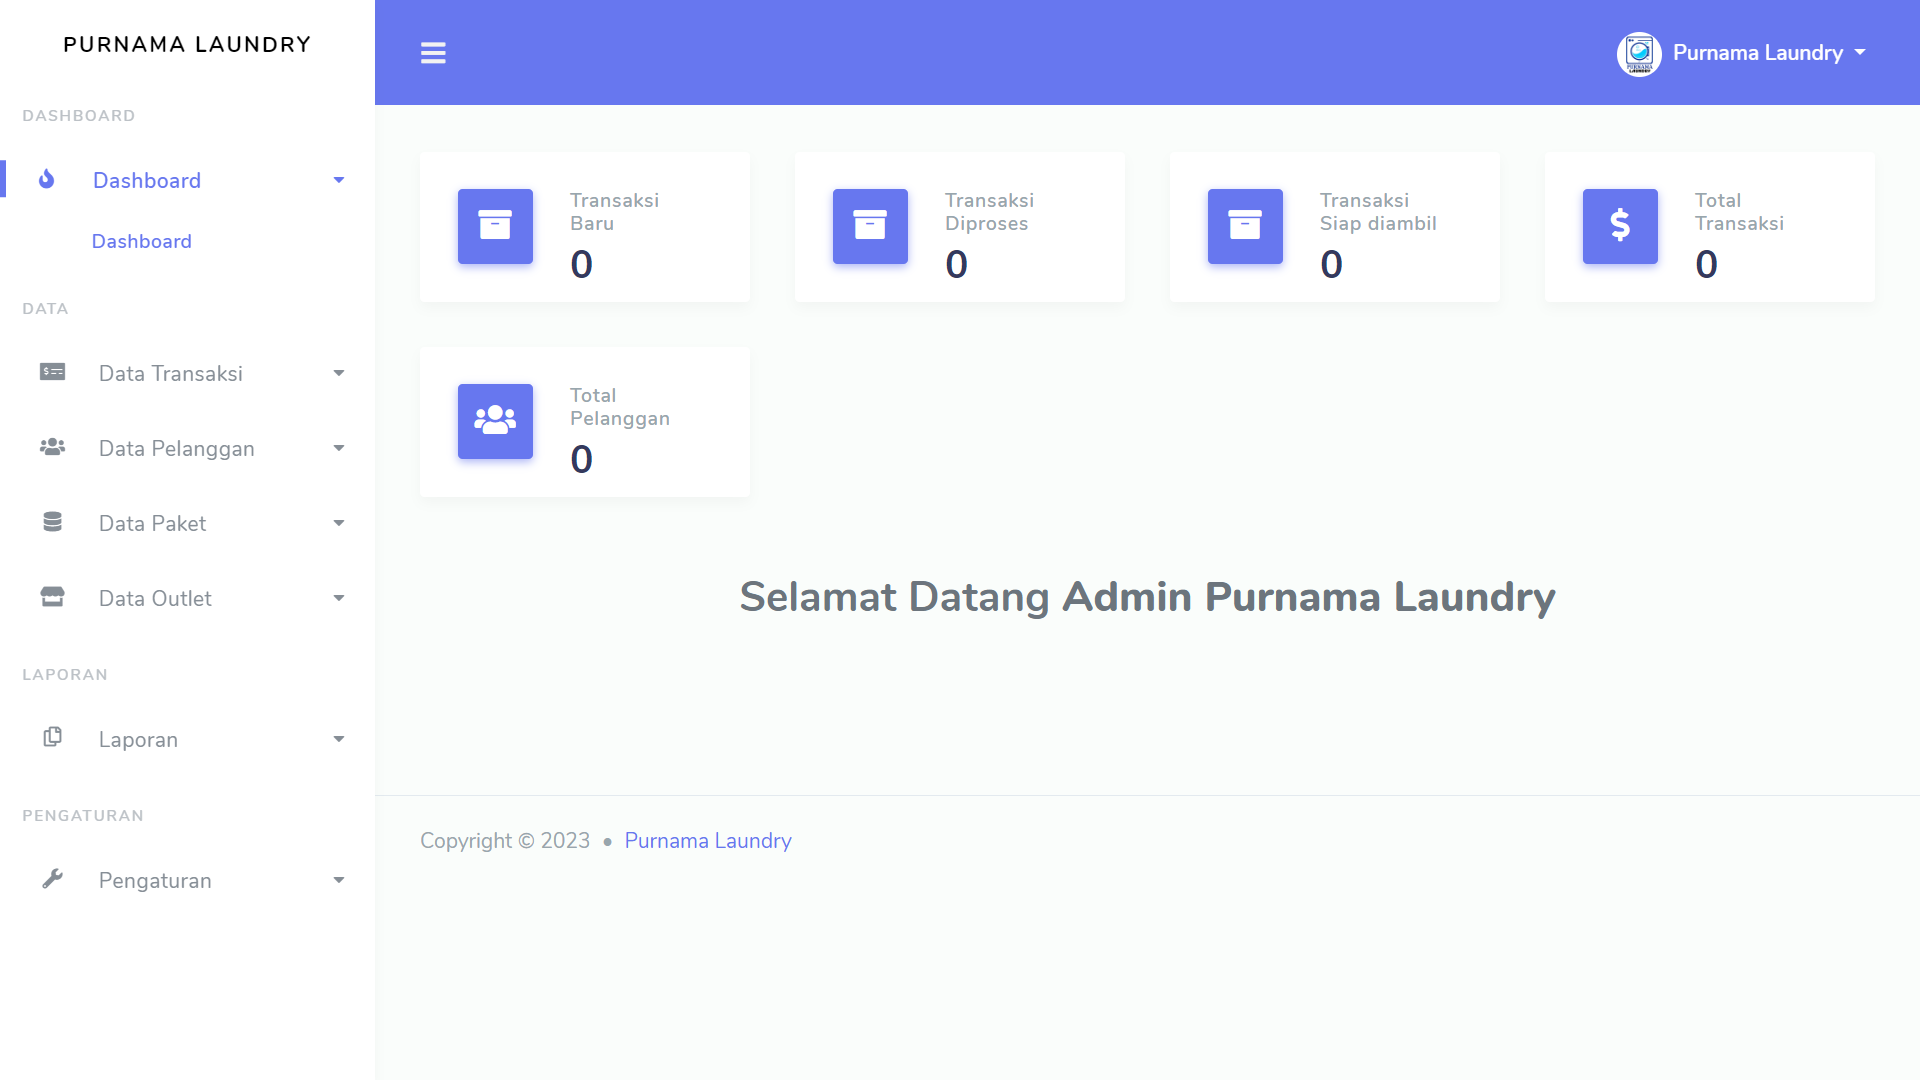 PURNAMA LAUNDRY
DASHBOARD
Dashboard
Dashboard
DATA
Data Transaksi
Data Pelanggan
Data Paket
Data Outlet
LAPORAN
Laporan
PENGATURAN
Pengaturan
Purnama Laundry
PURNAMA
LAUNDRY
Transaksi
Baru
0
Transaksi
Diproses
0
Transaksi
Siap diambil
0
Total
Transaksi
0
Total
Pelanggan
0
Selamat Datang Admin Purnama Laundry
Copyright © 2023 • Purnama Laundry